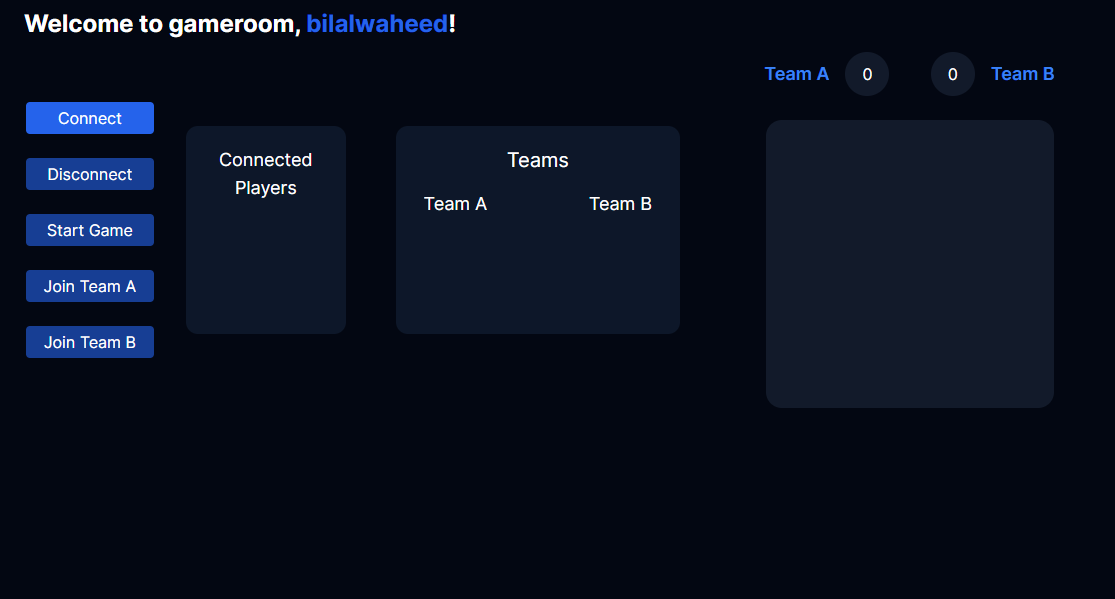 Welcome to gameroom, bilalwaheed!
Team A 0 0 Team B
Connect
Disconnect
Start Game
Join Team A
Join Team B
Connected
Players
Teams
Team A Team B